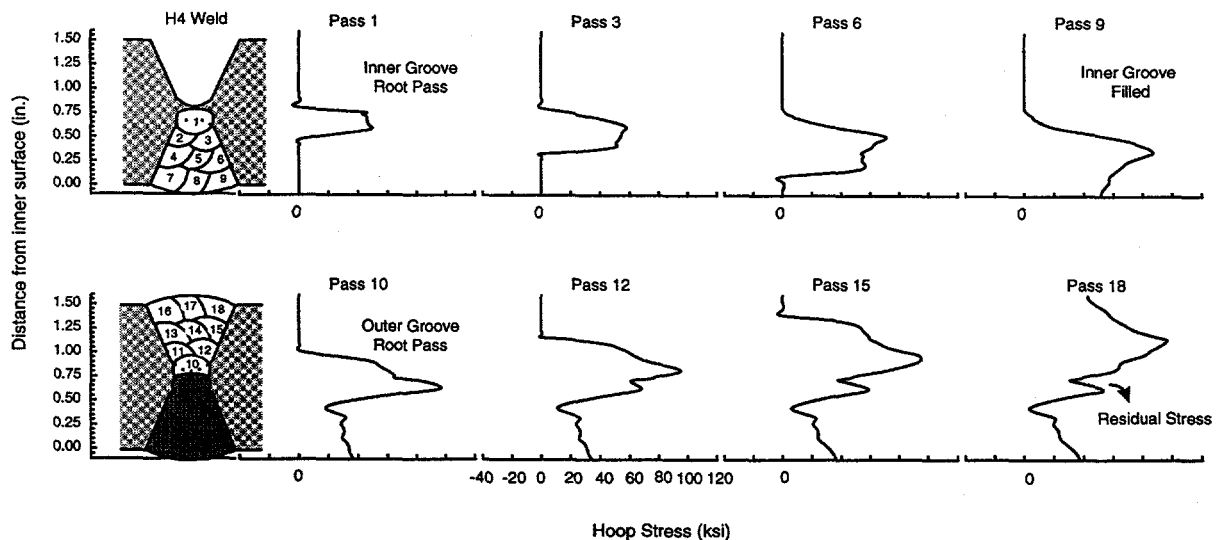 H4 Weld
Pass 1
Pass 3
Pass 6
Pass 9
1.50
1.25
1.00
0.75
0.50
0.25
0.00
1
2 3
4 5 6
7 8 9
Inner Groove
Root Pass
Inner Groove
Filled
0
0
0
0
Distance from inner surface (in.)
Pass 10
Pass 12
Pass 15
Pass 18
1.50
1.25
1.00
0.75
0.50
0.25
0.00
16 17 18
13 14 15
11 12
10
Outer Groove
Root Pass
Residual Stress
0
-40 -20 0 20 40 60 80 100 120
0
0
Hoop Stress (ksi)